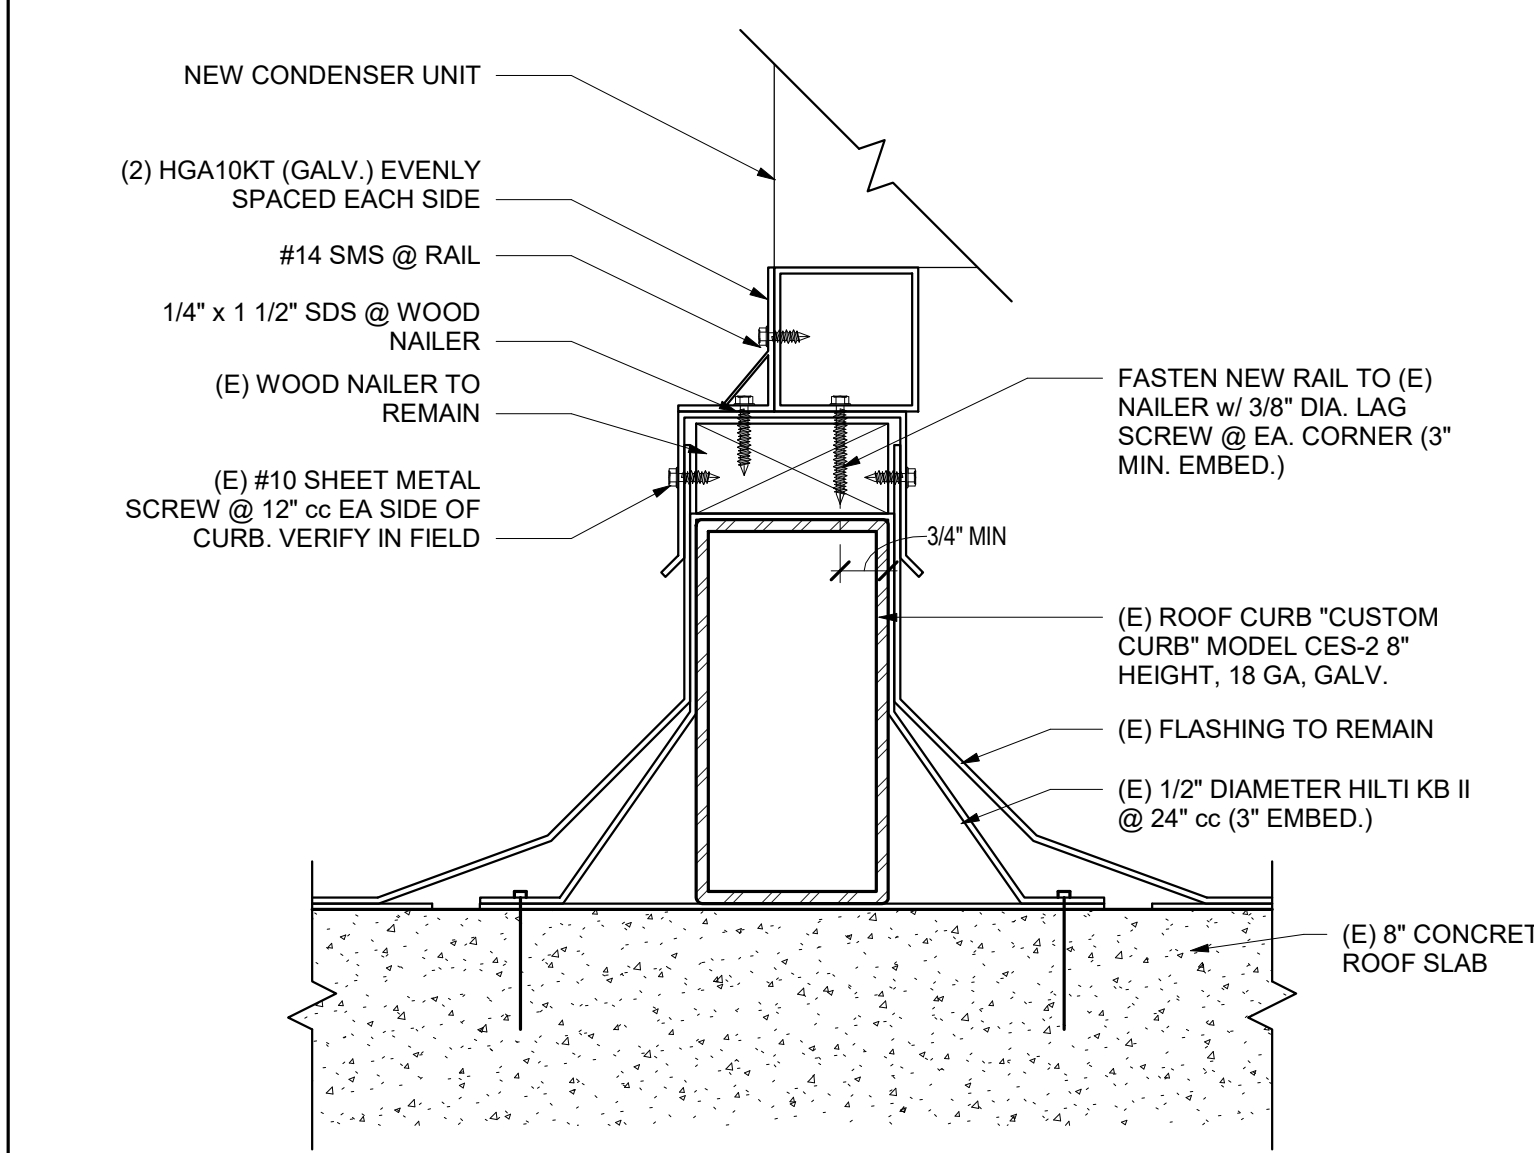 NEW CONDENSER UNIT
(2) HGA10KT (GALV.) EVENLY
SPACED EACH SIDE
#14 SMS @ RAIL
1/4" x 1 1/2" SDS @ WOOD
NAILER
(E) WOOD NAILER TO
REMAIN
(E) #10 SHEET METAL
SCREW @ 12" cc EA SIDE OF
CURB. VERIFY IN FIELD
FASTEN NEW RAIL TO (E)
NAILER w/ 3/8" DIA. LAG
SCREW @ EA. CORNER (3"
MIN. EMBED.)
3/4" MIN
(E) ROOF CURB "CUSTOM
CURB" MODEL CES-2 8"
HEIGHT, 18 GA, GALV.
(E) FLASHING TO REMAIN
(E) 1/2" DIAMETER HILTI KB II
@ 24" cc (3" EMBED.)
(E) 8" CONCRET
ROOF SLAB